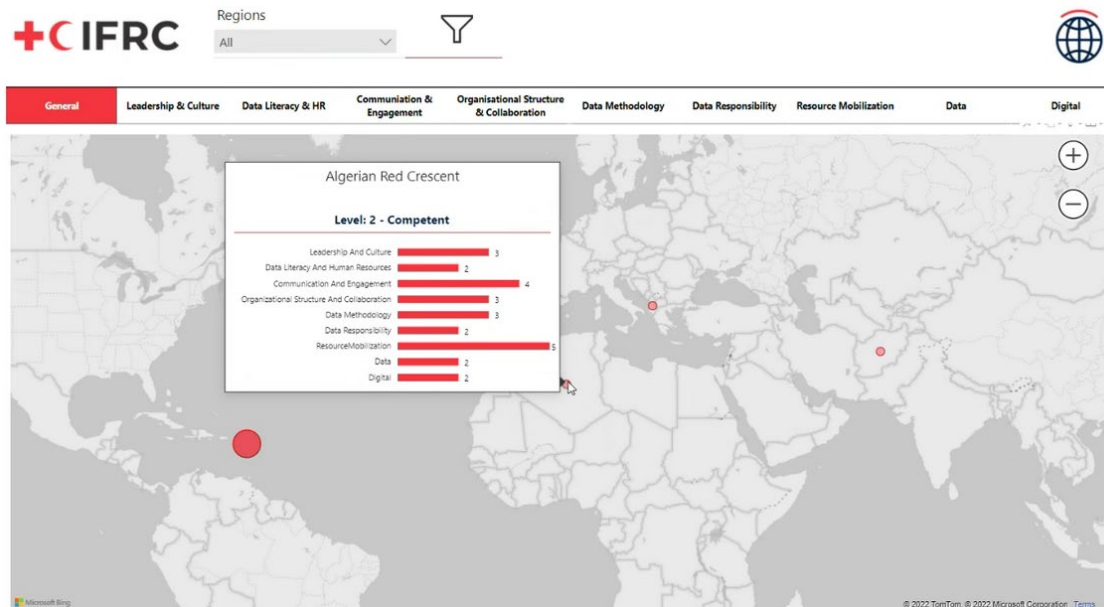 IFRC
Regions
All
General
Leadership & Culture
Data Literacy & HR
Communiation &
Engagement
Organisational Structure
& Collaboration
Data Methodology
Data Responsibility
Resource Mobilization
Data
Digital
Algerian Red Crescent
Level: 2 - Competent
Leadership And Culture 3
Data Literacy And Human Resources 2
Communication And Engagement 4
Organizational Structure And Collaboration 3
Data Methodology 3
Data Responsibility 2
ResourceMobilization 5
Data 2
Digital 2
Microsoft Bing
© 2022 TomTom, © 2022 Microsoft Corporation Terms